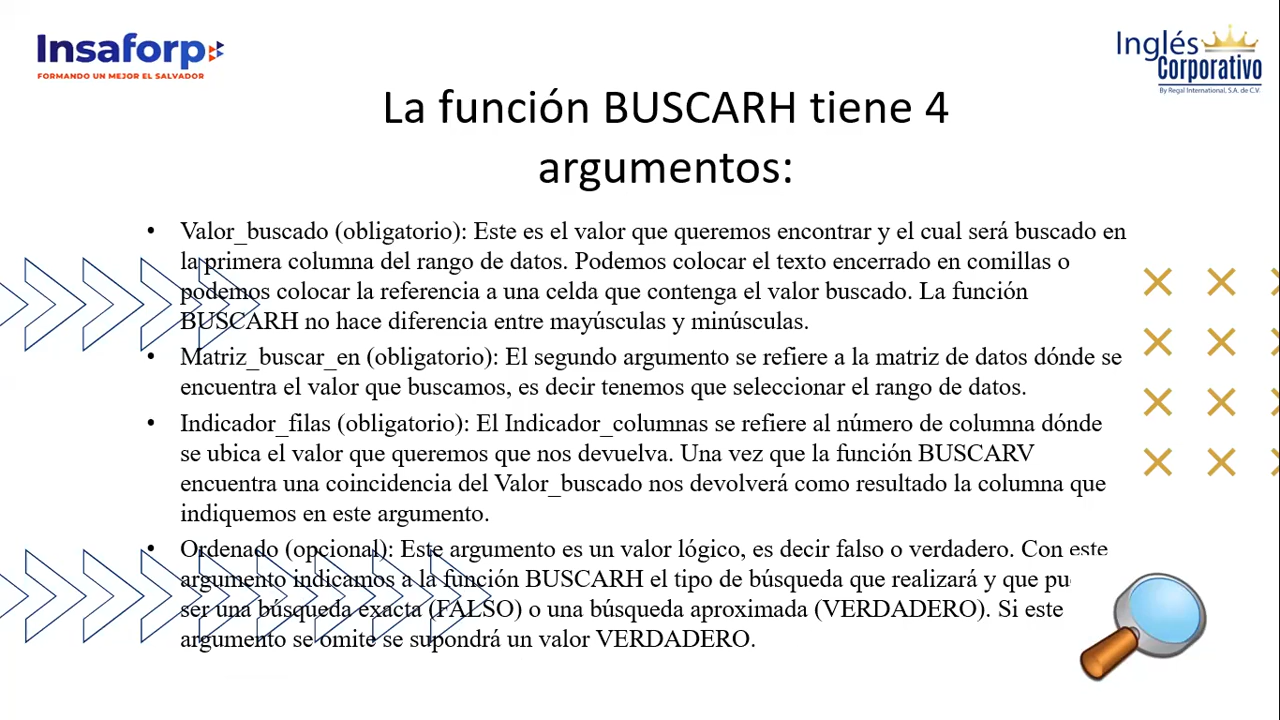 Insaforp
FORMANDO UN MEJOR EL SALVADOR
Inglés
Corporativo
By Regal International, S.A. de C.V.
La función BUSCARH tiene 4
argumentos:
• Valor_buscado (obligatorio): Este es el valor que queremos encontrar y el cual será buscado en
la primera columna del rango de datos. Podemos colocar el texto encerrado en comillas o
podemos colocar la referencia a una celda que contenga el valor buscado. La función
BUSCARH no hace diferencia entre mayúsculas y minúsculas.
• Matriz_buscar_en (obligatorio): El segundo argumento se refiere a la matriz de datos dónde se
encuentra el valor que buscamos, es decir tenemos que seleccionar el rango de datos.
• Indicador_filas (obligatorio): El Indicador_columnas se refiere al número de columna dónde
se ubica el valor que queremos que nos devuelva. Una vez que la función BUSCARV
encuentra una coincidencia del Valor_buscado nos devolverá como resultado la columna que
indiquemos en este argumento.
• Ordenado (opcional): Este argumento es un valor lógico, es decir falso o verdadero. Con este
argumento indicamos a la función BUSCARH el tipo de búsqueda que realizará y que pu
ser una búsqueda exacta (FALSO) o una búsqueda aproximada (VERDADERO). Si este
argumento se omite se supondrá un valor VERDADERO.